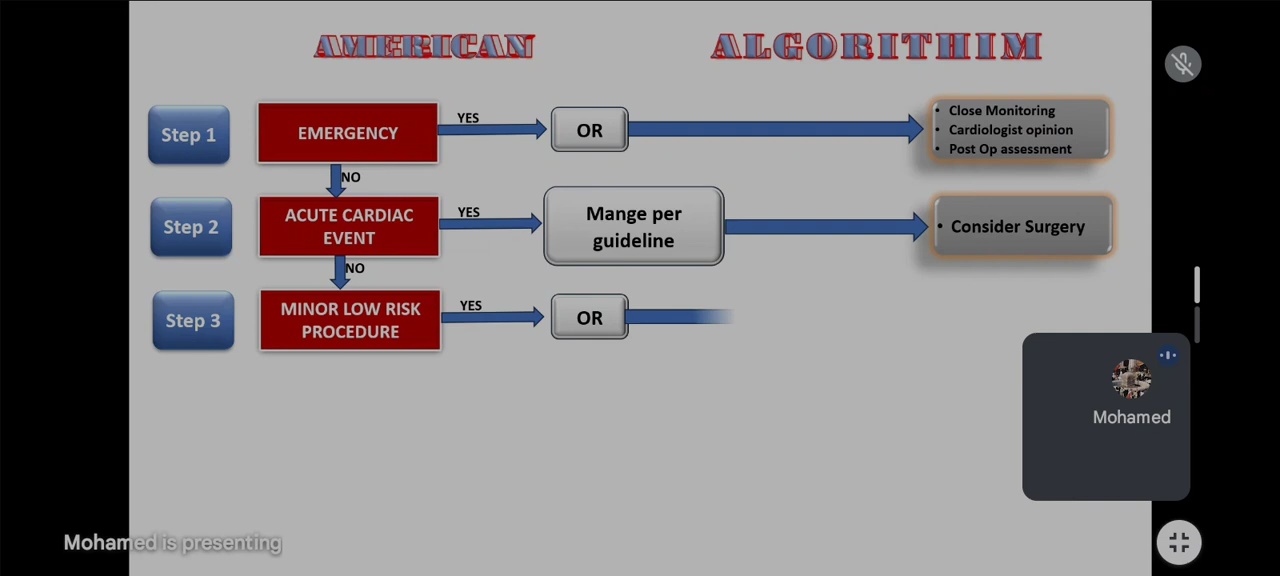 AMERICAN ALGORITHIM
Step 1
EMERGENCY
YES
OR
• Close Monitoring
• Cardiologist opinion
• Post Op assessment
NO
Step 2
ACUTE CARDIAC
EVENT
YES
Mange per
guideline
• Consider Surgery
NO
Step 3
MINOR LOW RISK
PROCEDURE
YES
OR
Mohamed
Mohamed is presenting